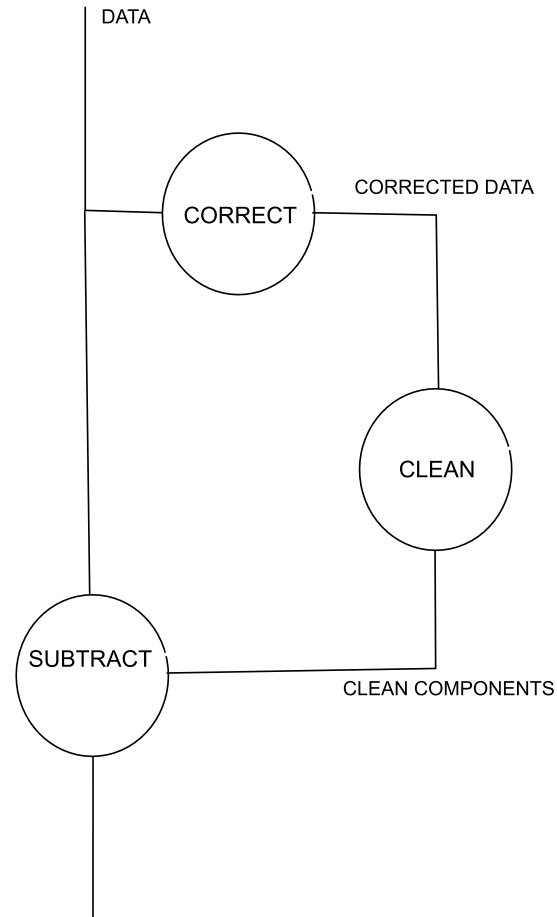 DATA
CORRECTED DATA
CORRECT
CLEAN
SUBTRACT
CLEAN COMPONENTS